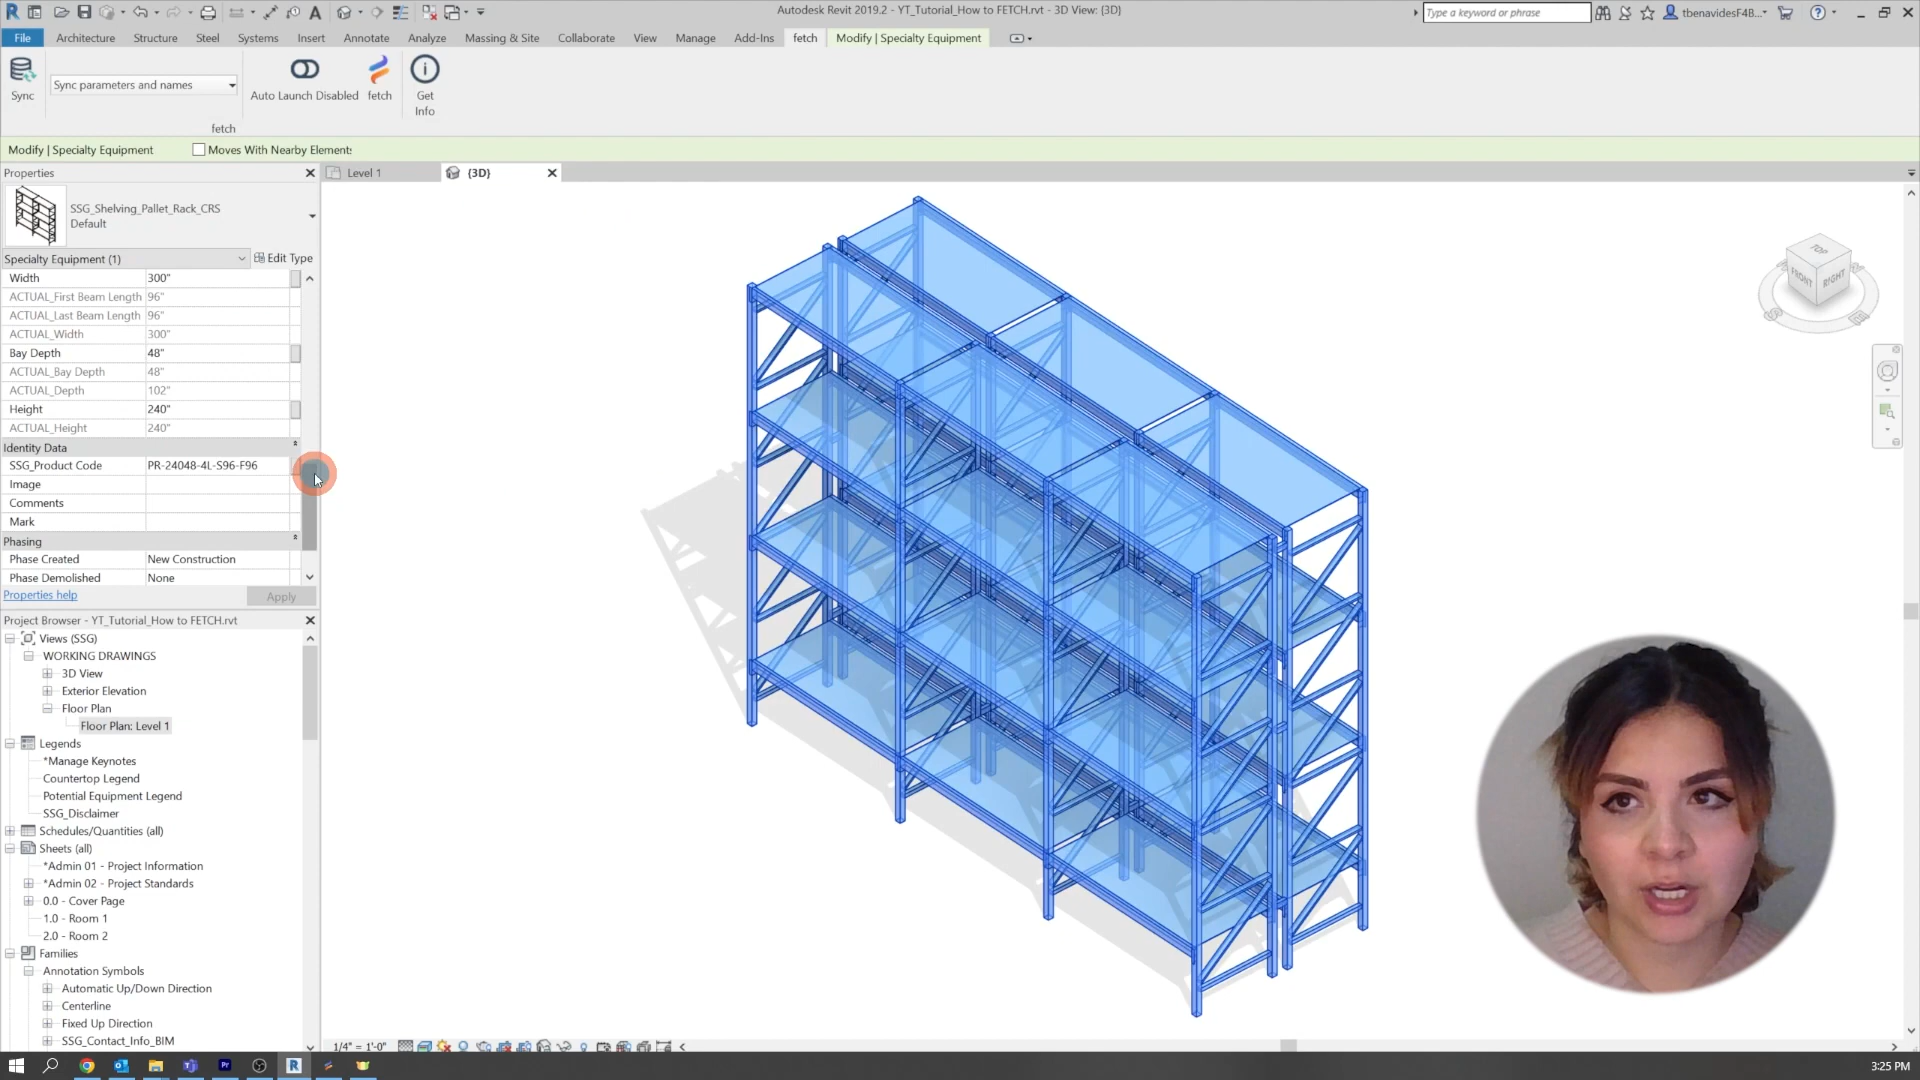 Autodesk Revit 2019.2 - YT_Tutorial_How to FETCH.rvt - 3D View: {3D}
Type a keyword or phrase
tbenavidesF4B...
File Architecture Structure Steel Systems Insert Annotate Analyze Massing & Site Collaborate View Manage Add-Ins fetch Modify | Specialty Equipment
Sync
Sync parameters and names
Auto Launch Disabled
fetch
Get
Info
fetch
Modify | Specialty Equipment Moves With Nearby Elements
Properties
Level 1
{3D}
SSG_Shelving_Pallet_Rack_CRS
Default
Specialty Equipment (1)
Edit Type
Width 300"
ACTUAL_First Beam Length 96"
ACTUAL_Last Beam Length 96"
ACTUAL_Width 300"
Bay Depth 48"
ACTUAL_Bay Depth 48"
ACTUAL_Depth 102"
Height 240"
ACTUAL_Height 240"
Identity Data
SSG_Product Code PR-24048-4L-S96-F96
Image
Comments
Mark
Phasing
Phase Created New Construction
Phase Demolished None
Properties help
Apply
Project Browser - YT_Tutorial_How to FETCH.rvt
Views (SSG)
WORKING DRAWINGS
3D View
Exterior Elevation
Floor Plan
Floor Plan: Level 1
Legends
*Manage Keynotes
Countertop Legend
Potential Equipment Legend
SSG_Disclaimer
Schedules/Quantities (all)
Sheets (all)
*Admin 01 - Project Information
*Admin 02 - Project Standards
0.0 - Cover Page
1.0 - Room 1
2.0 - Room 2
Families
Annotation Symbols
Automatic Up/Down Direction
Centerline
Fixed Up Direction
SSG_Contact_Info_BIM
TOP
FRONT
RIGHT
1/4" = 1'-0"
3:25 PM